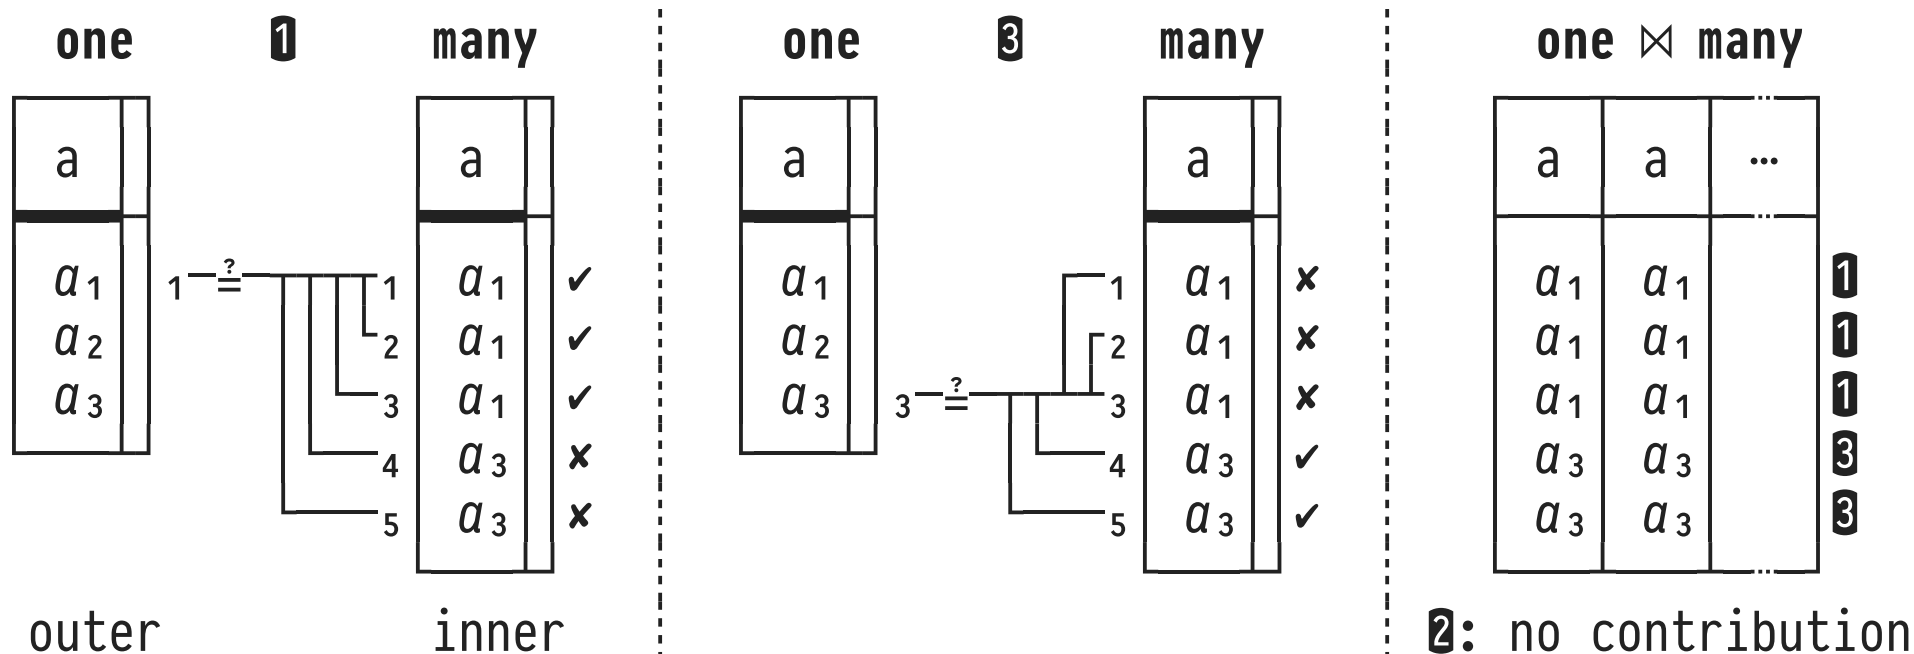 one 1 many one 3 many one ⋈ many
a a a a a a ...
a1 1 =? 1 a1 ✔ a1 1 a1 ✘ a1 a1 1
a2 2 a1 ✔ a2 2 a1 ✘ a1 a1 1
a3 3 a1 ✔ a3 3 =? 3 a1 ✘ a1 a1 1
4 a3 ✘ 4 a3 ✔ a3 a3 3
5 a3 ✘ 5 a3 ✔ a3 a3 3
outer inner 2: no contribution